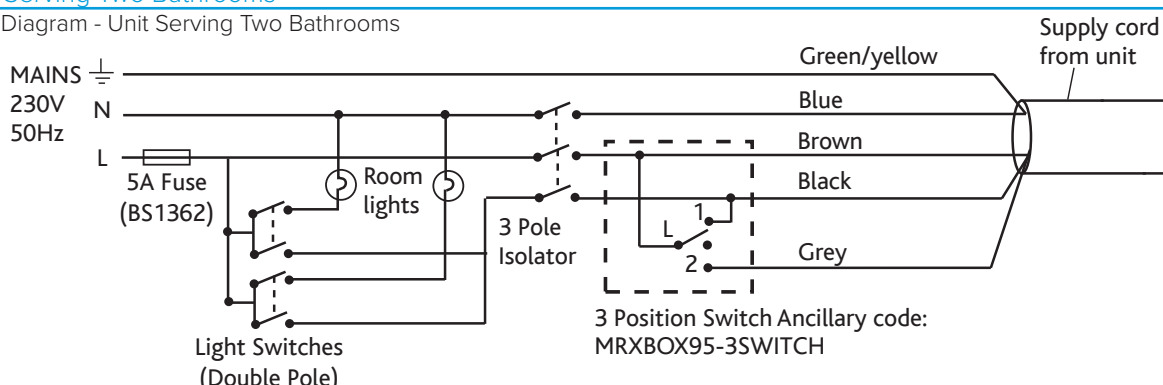 Serving Two Bathrooms
Diagram - Unit Serving Two Bathrooms
Supply cord
from unit
Green/yellow
MAINS
230V
50Hz
N
L
Blue
Brown
Black
Grey
5A Fuse
(BS1362)
Room
lights
3 Pole
Isolator
1
L
2
3 Position Switch Ancillary code:
MRXBOX95-3SWITCH
Light Switches
(Double Pole)